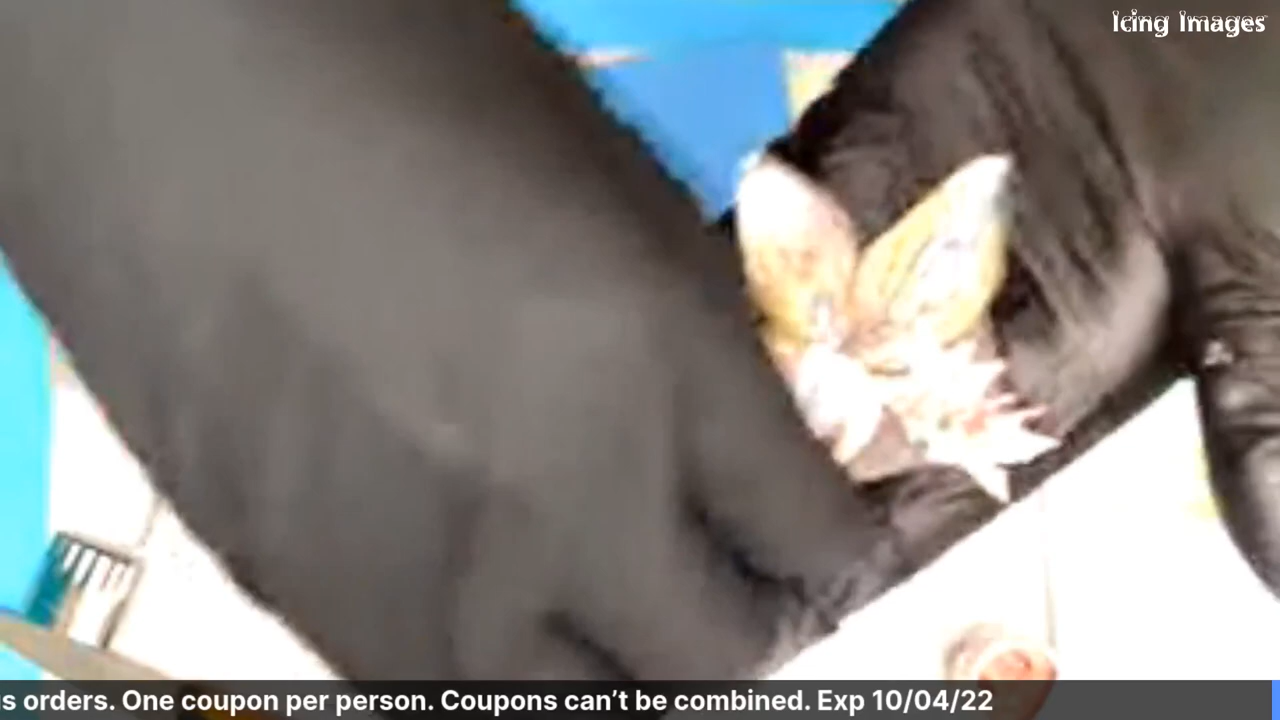 Icing Images
s orders. One coupon per person. Coupons can’t be combined. Exp 10/04/22